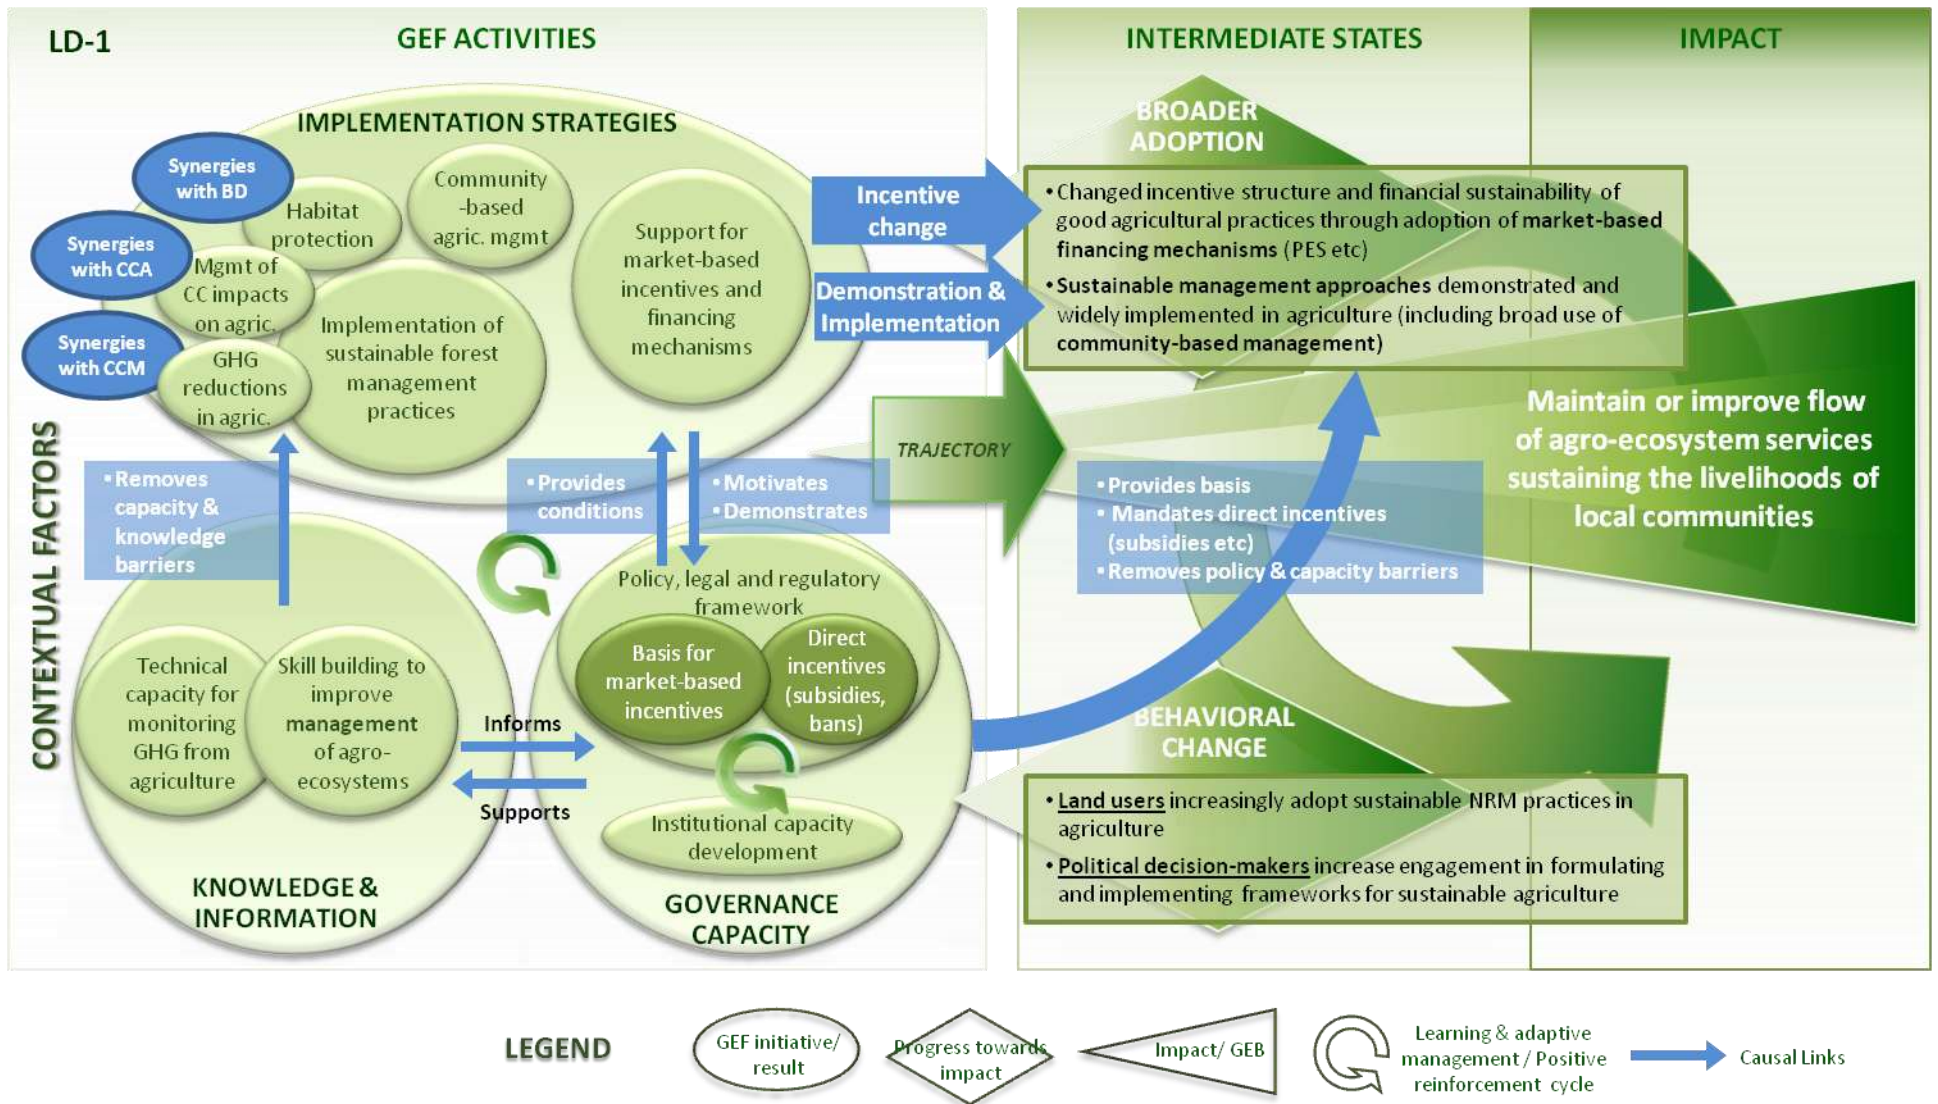 LD-1
GEF ACTIVITIES
INTERMEDIATE STATES
IMPACT
CONTEXTUAL FACTORS
IMPLEMENTATION STRATEGIES
Synergies
with BD
Synergies
with CCA
Synergies
with CCM
Habitat
protection
Community
-based
agric. mgmt
Mgmt of
CC impacts
on agric.
GHG
reductions
in agric.
Implementation of
sustainable forest
management
practices
Support for
market-based
incentives and
financing
mechanisms
Incentive
change
Demonstration &
Implementation
TRAJECTORY
• Removes
capacity &
knowledge
barriers
• Provides
conditions
• Motivates
• Demonstrates
Technical
capacity for
monitoring
GHG from
agriculture
Skill building to
improve
management
of agro-
ecosystems
KNOWLEDGE &
INFORMATION
Informs
Supports
Policy, legal and regulatory
framework
Basis for
market-based
incentives
Direct
incentives
(subsidies,
bans)
Institutional capacity
development
GOVERNANCE
CAPACITY
BROADER
ADOPTION
• Changed incentive structure and financial sustainability of
good agricultural practices through adoption of market-based
financing mechanisms (PES etc)
• Sustainable management approaches demonstrated and
widely implemented in agriculture (including broad use of
community-based management)
• Provides basis
• Mandates direct incentives
(subsidies etc)
• Removes policy & capacity barriers
Maintain or improve flow
of agro-ecosystem services
sustaining the livelihoods of
local communities
BEHAVIORAL
CHANGE
• Land users increasingly adopt sustainable NRM practices in
agriculture
• Political decision-makers increase engagement in formulating
and implementing frameworks for sustainable agriculture
LEGEND
GEF initiative/
result
Progress towards
impact
Impact/ GEB
Learning & adaptive
management / Positive
reinforcement cycle
Causal Links